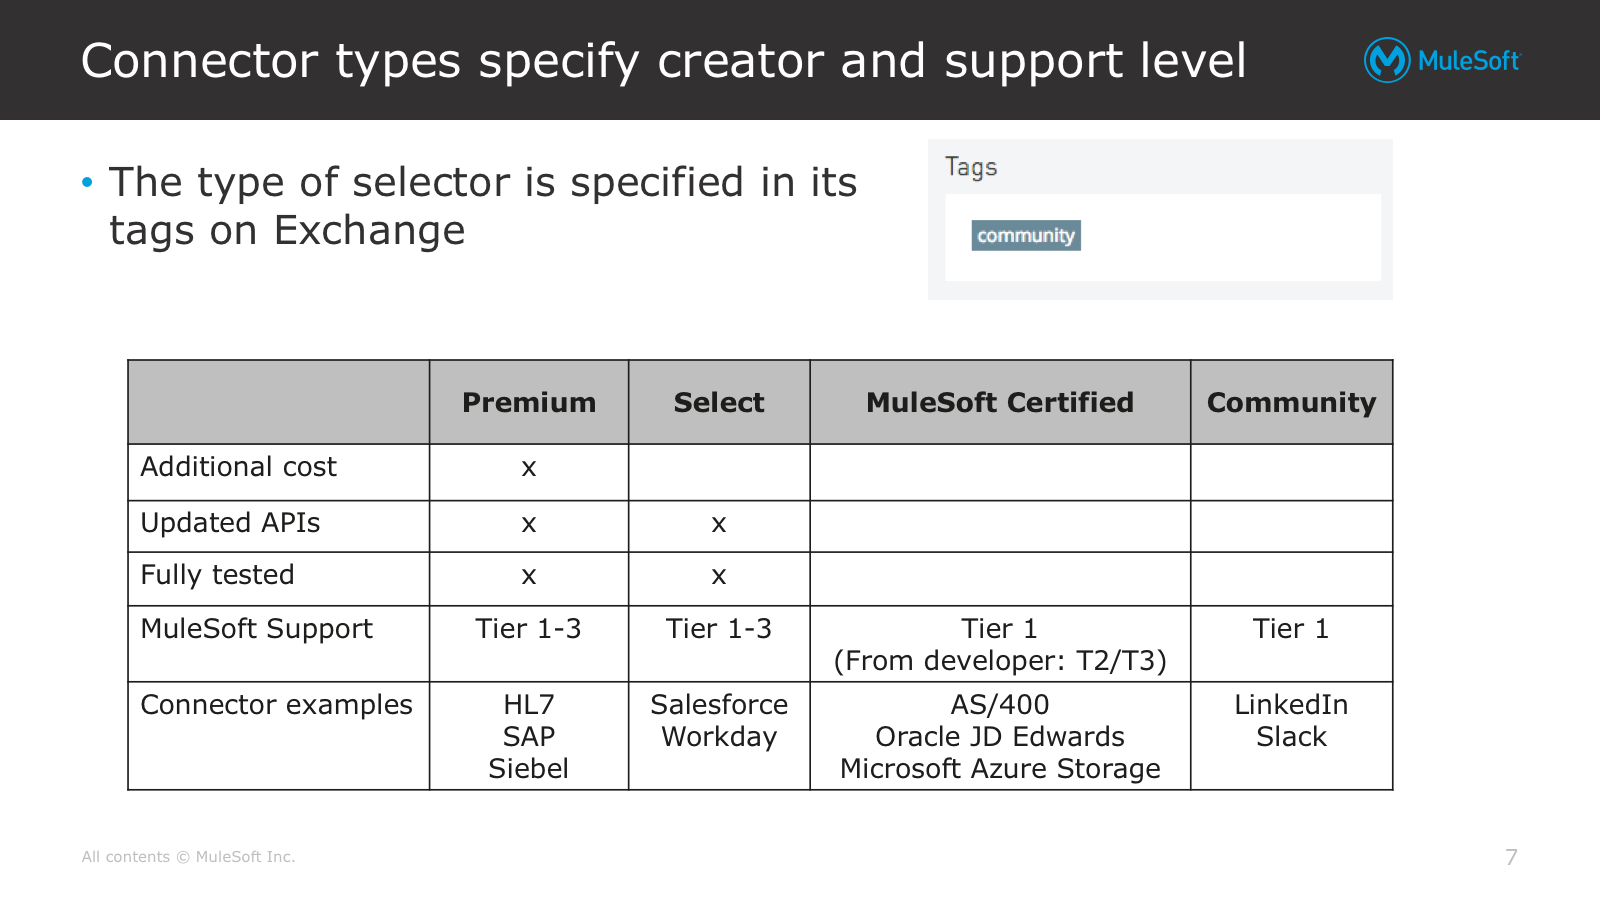 Connector types specify creator and support level
MuleSoft
• The type of selector is specified in its
tags on Exchange
Tags
community
Premium Select MuleSoft Certified Community
Additional cost x
Updated APIs x x
Fully tested x x
MuleSoft Support Tier 1-3 Tier 1-3 Tier 1 Tier 1
(From developer: T2/T3)
Connector examples HL7 Salesforce AS/400 LinkedIn
SAP Workday Oracle JD Edwards Slack
Siebel Microsoft Azure Storage
All contents © MuleSoft Inc.
7